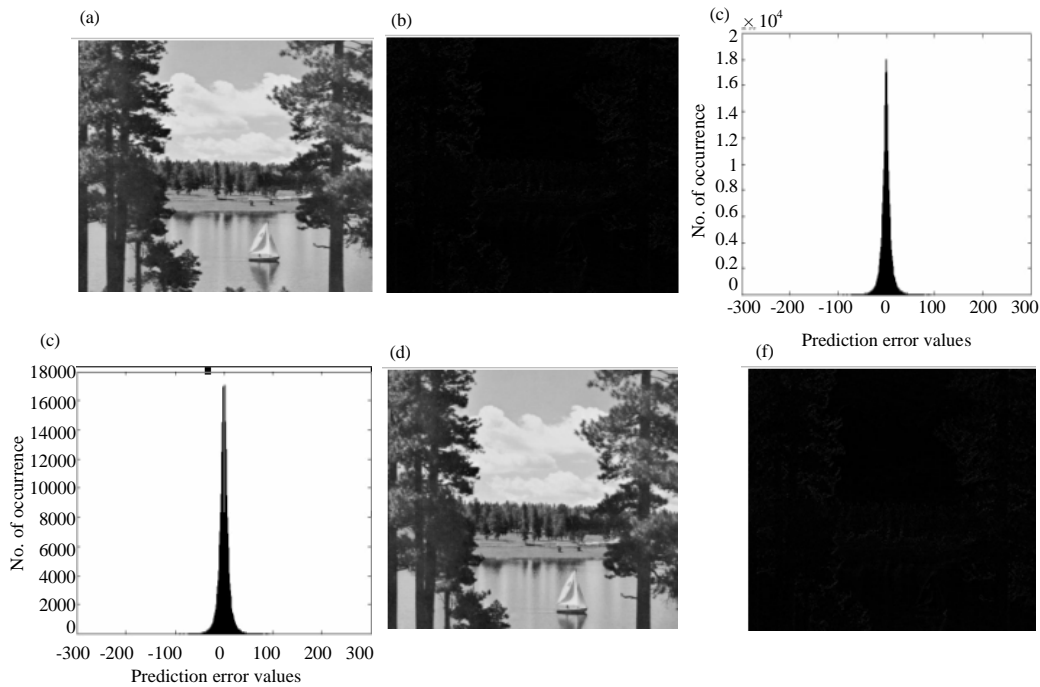 (a)
(b)
(c)
× 10⁴
2
1.8
1.6
1.4
1.2
1
0.8
0.6
0.4
0.2
0
No. of occurrence
-300 -200 -100 0 100 200 300
Prediction error values
(c)
18000
16000
14000
12000
10000
8000
6000
4000
2000
0
No. of occurrence
-300 -200 -100 0 100 200 300
Prediction error values
(d)
(f)